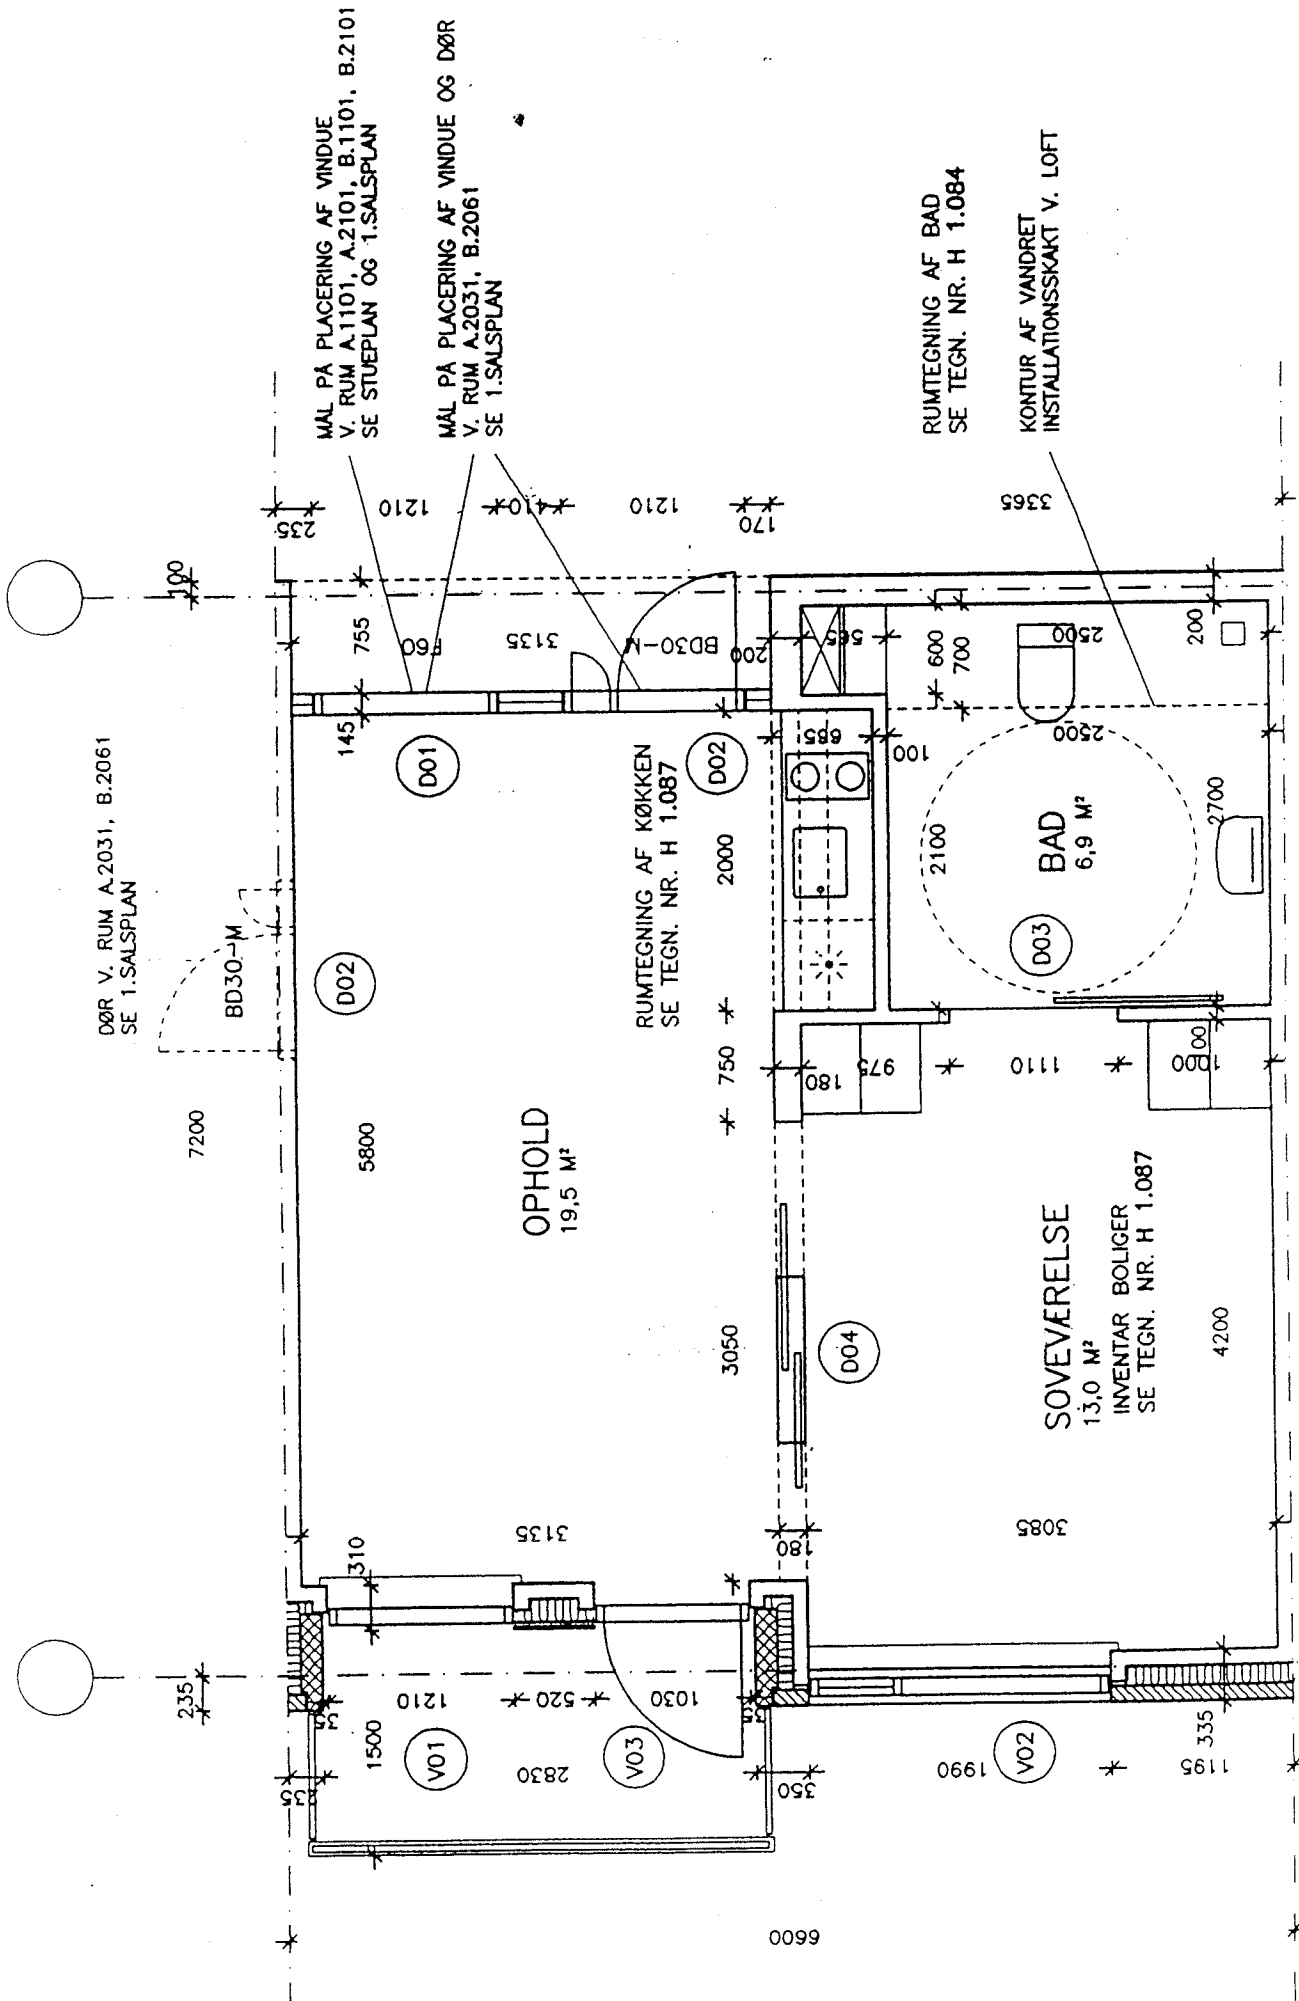 MÅL PÅ PLACERING AF VINDUE
V. RUM A.1101, A.2101, B.1101, B.2101
SE STUEPLAN OG 1.SALSPLAN
MÅL PÅ PLACERING AF VINDUE OG DØR
V. RUM A.2031, B.2061
SE 1.SALSPLAN
RUMTEGNING AF BAD
SE TEGN. NR. H 1.084
KONTUR AF VANDRET
INSTALLATIONSSKAKT V. LOFT
235
1210
410
1210
170
3365
100
755
F60
3135
BD30-M
200
565
600
700
2500
200
145
D01
D02
685
100
2500
DØR V. RUM A.2031, B.2061
SE 1.SALSPLAN
BD30-M
D02
RUMTEGNING AF KØKKEN
SE TEGN. NR. H 1.087
2000
2100
BAD
6,9 M²
2700
D03
7200
5800
750
180
975
1110
100
1000
OPHOLD
19,5 M²
3050
D04
SOVEVÆRELSE
13,0 M²
INVENTAR BOLIGER
SE TEGN. NR. H 1.087
4200
310
3135
180
3085
235
35
1210
520
1030
35
1500
V01
V03
V02
335
235
2830
350
1990
1195
6600